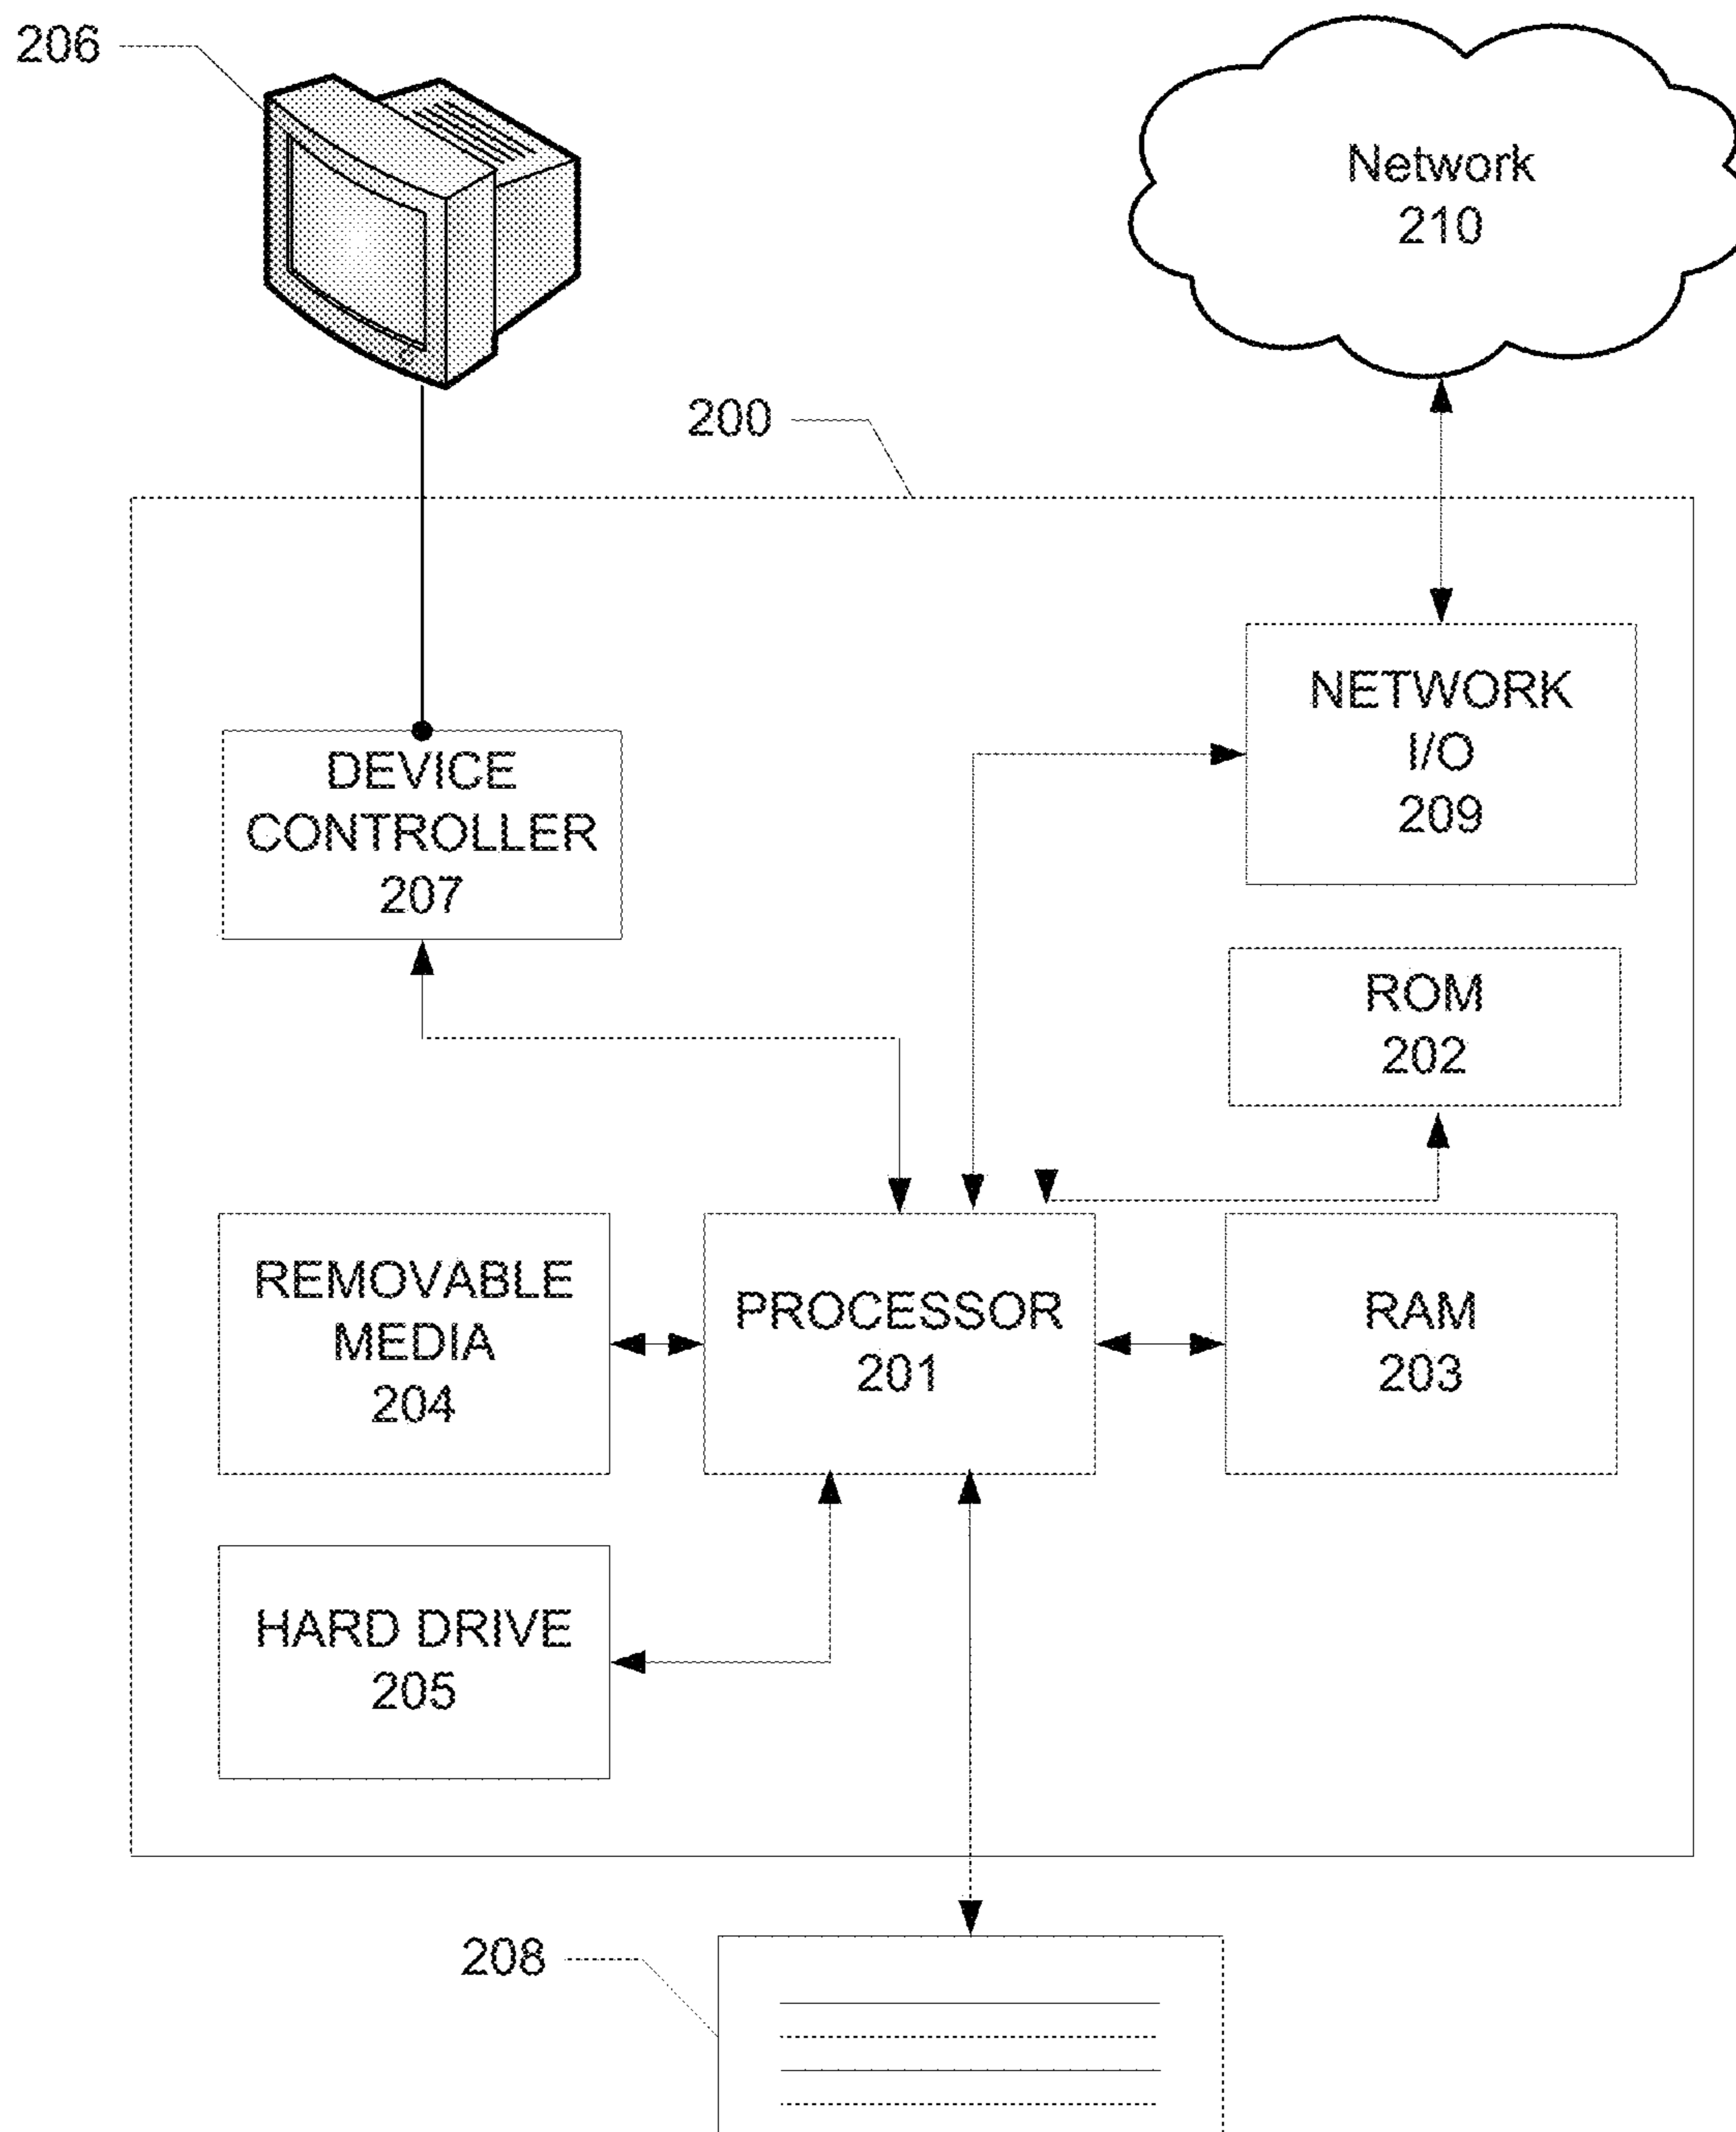 206
Network
210
200
NETWORK
I/O
209
DEVICE
CONTROLLER
207
ROM
202
REMOVABLE
MEDIA
204
PROCESSOR
201
RAM
203
HARD DRIVE
205
208